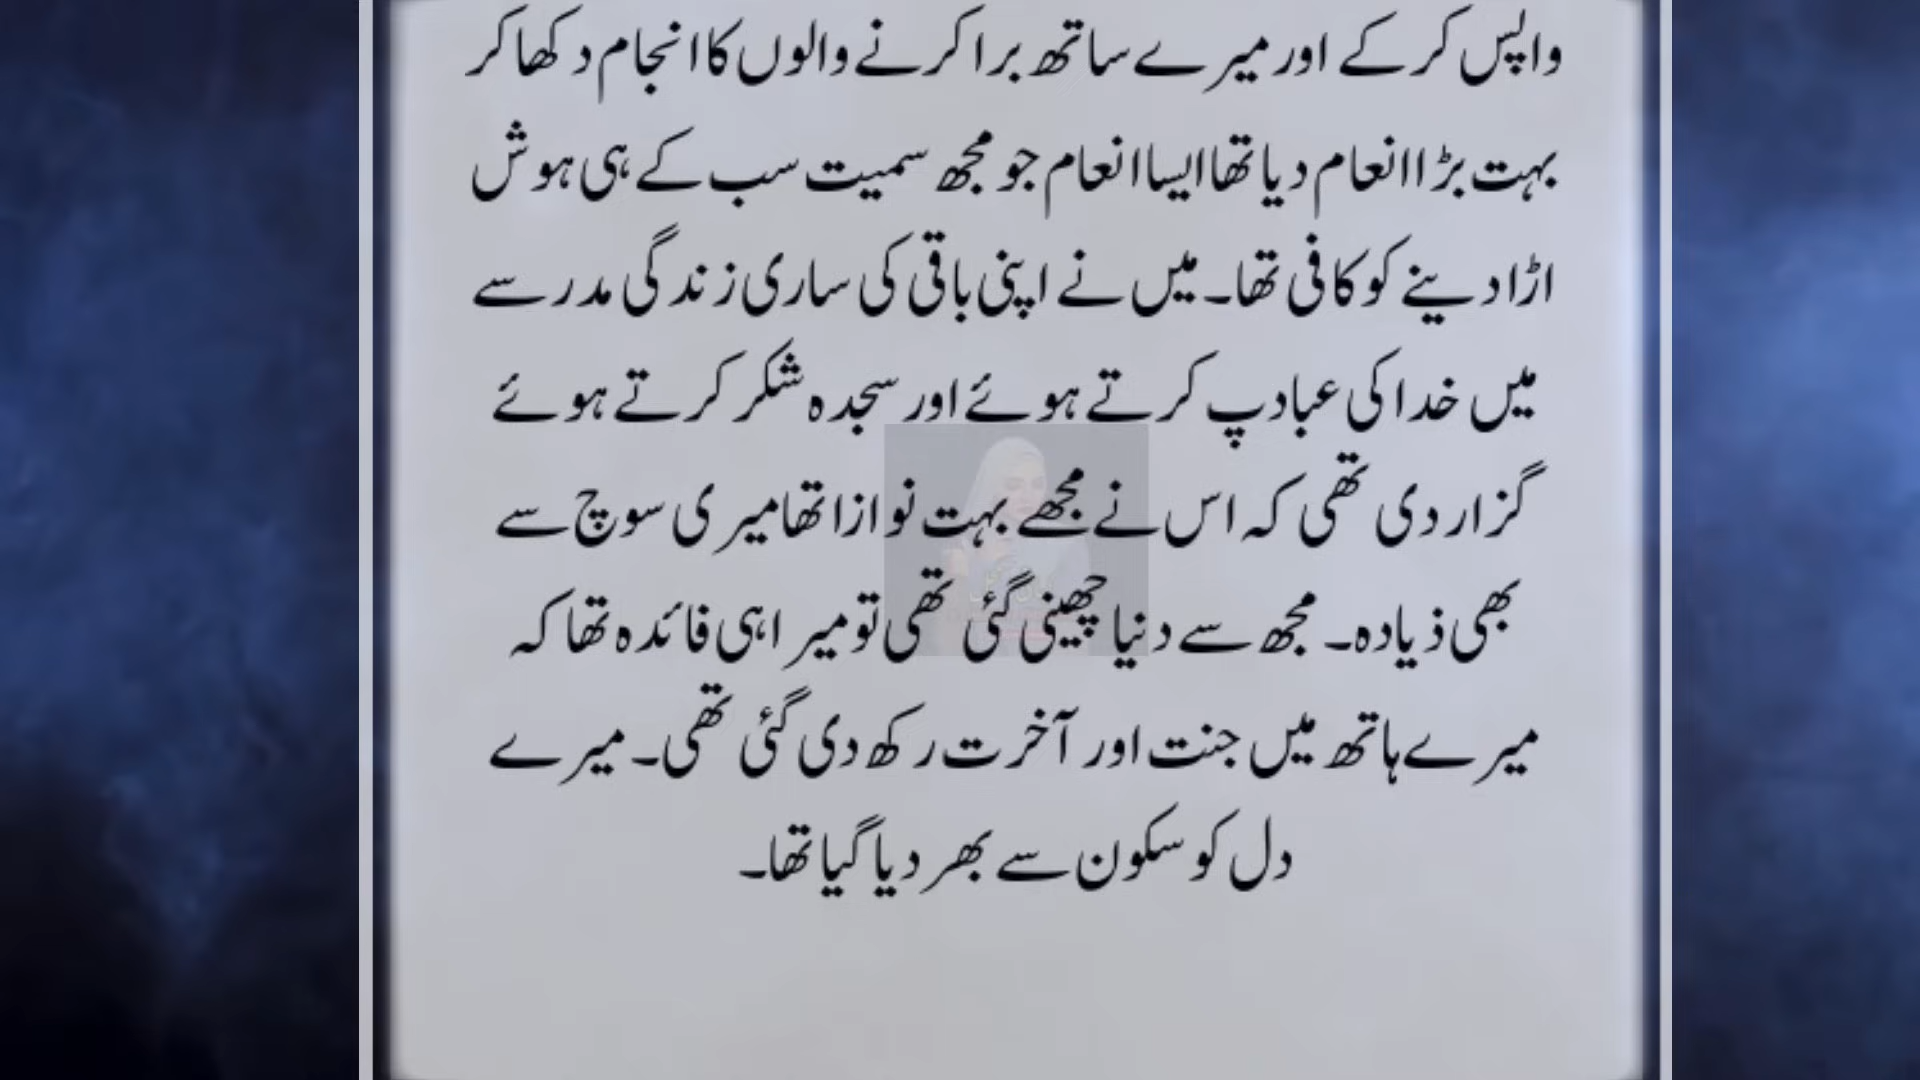 واپس کر کے اور میرے ساتھ برا کرنے والوں کا انجام دکھا کر
بہت بڑا انعام دیا تھا ایسا انعام جو مجھ سمیت سب کے ہی ہوش
اڑا دینے کو کافی تھا۔ میں نے اپنی باقی کی ساری زندگی مدرسے
میں خدا کی عبادپ کرتے ہوئے اور سجدہ شکر کرتے ہوئے
گزار دی تھی کہ اس نے مجھے بہت نوازا تھا میری سوچ سے
بھی ذیادہ۔ مجھ سے دنیا چھینی گئی تھی تو میرا ہی فائدہ تھا کہ
میرے ہاتھ میں جنت اور آخرت رکھ دی گئی تھی۔ میرے
دل کو سکون سے بھر دیا گیا تھا۔